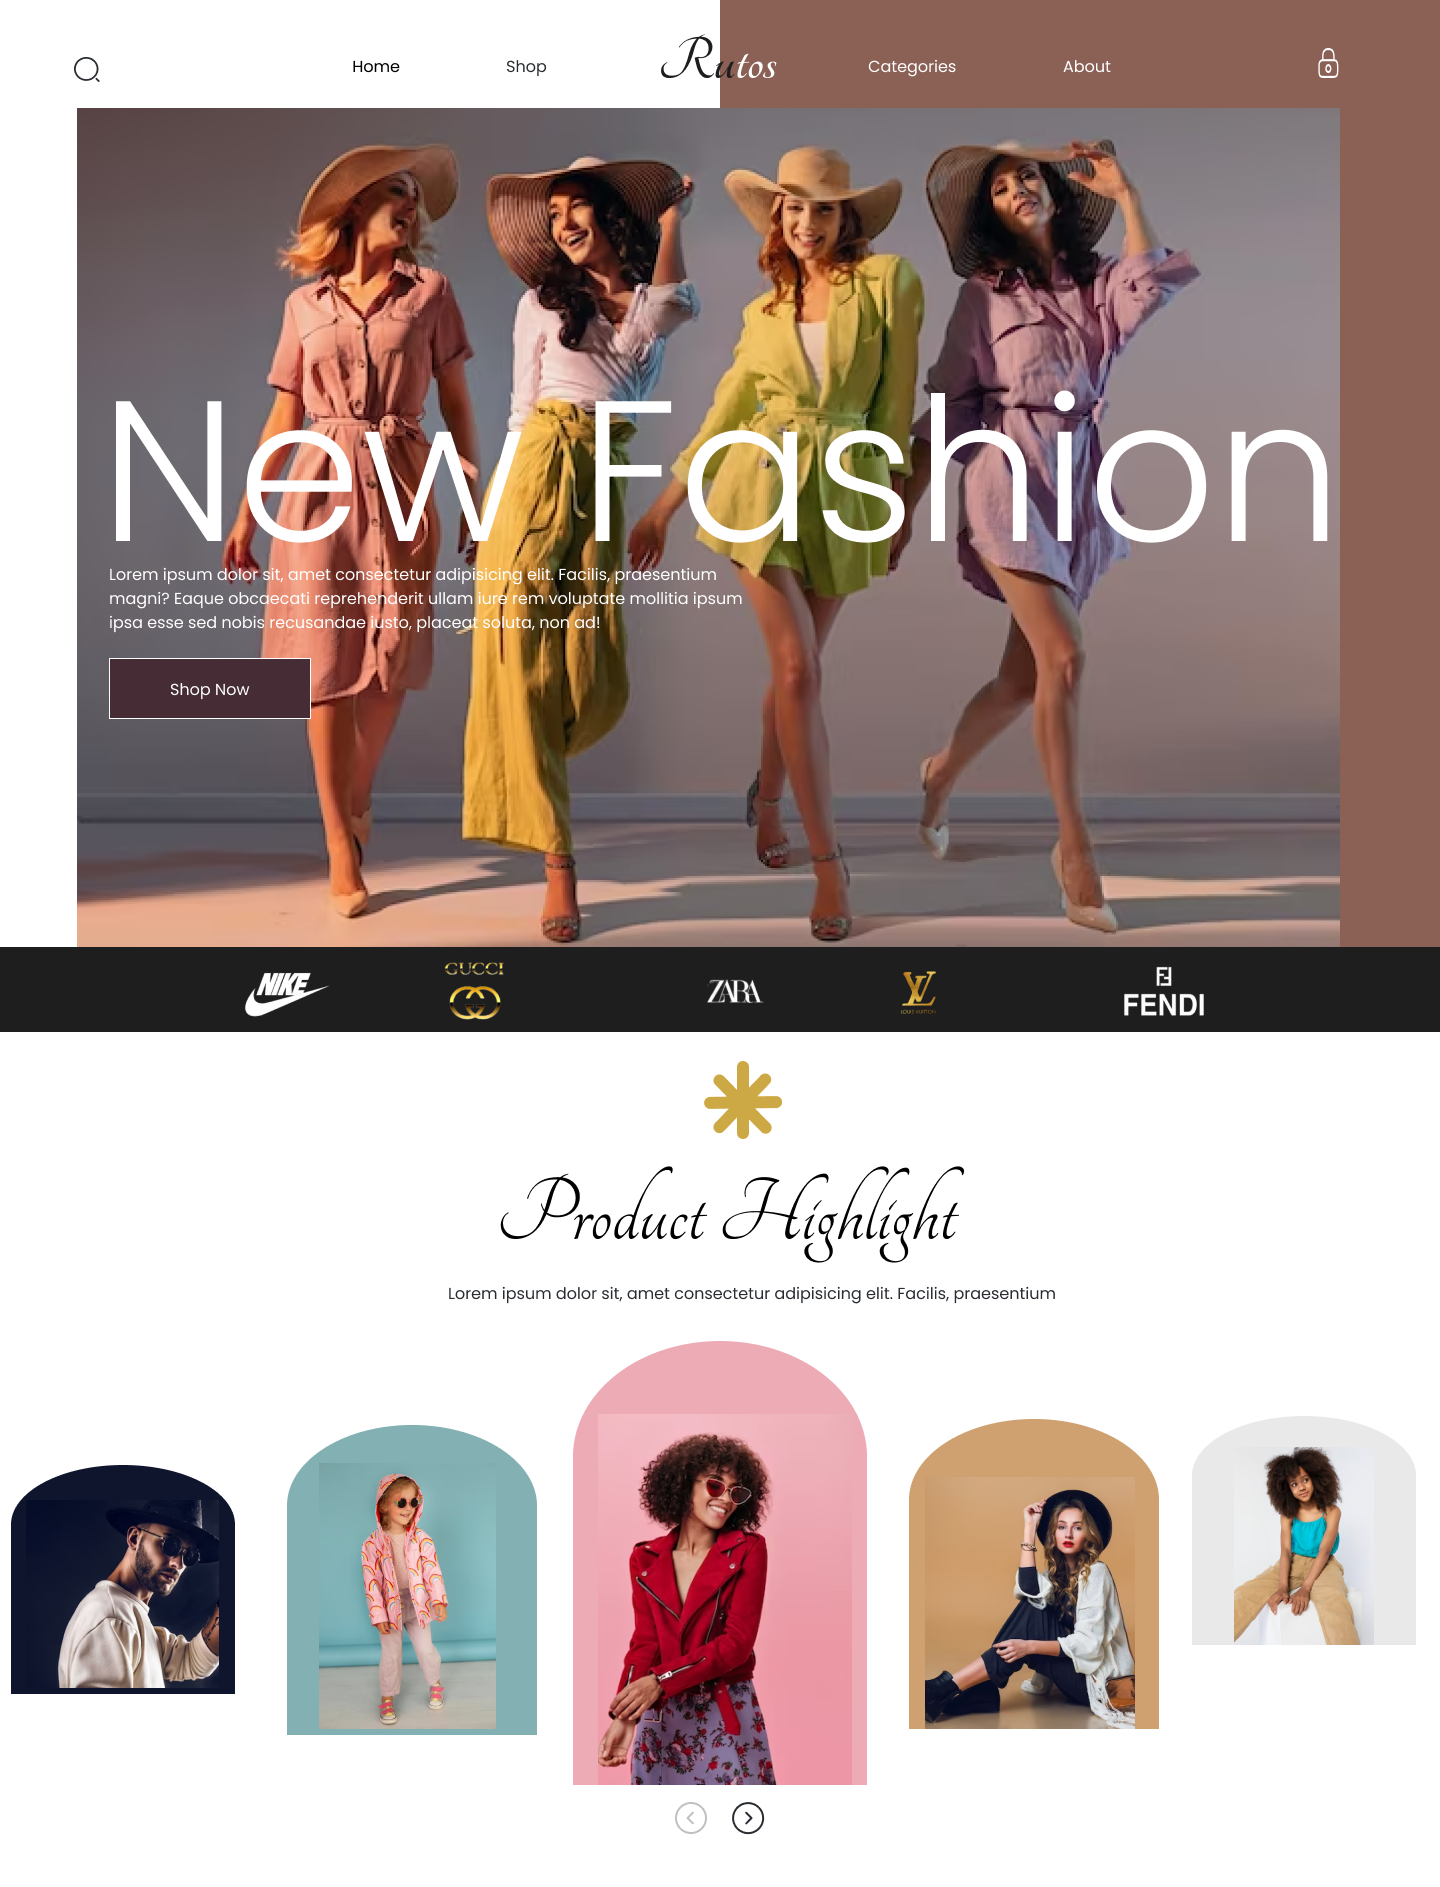 Home
Shop
Rutos
Categories
About
0
New Fashion
Lorem ipsum dolor sit, amet consectetur adipisicing elit. Facilis, praesentium
magni? Eaque obcaecati reprehenderit ullam iure rem voluptate mollitia ipsum
ipsa esse sed nobis recusandae iusto, placeat soluta, non ad!
Shop Now
NIKE
GUCCI
ZARA
LV
LOUIS VUITTON
FENDI
Product Highlight
Lorem ipsum dolor sit, amet consectetur adipisicing elit. Facilis, praesentium